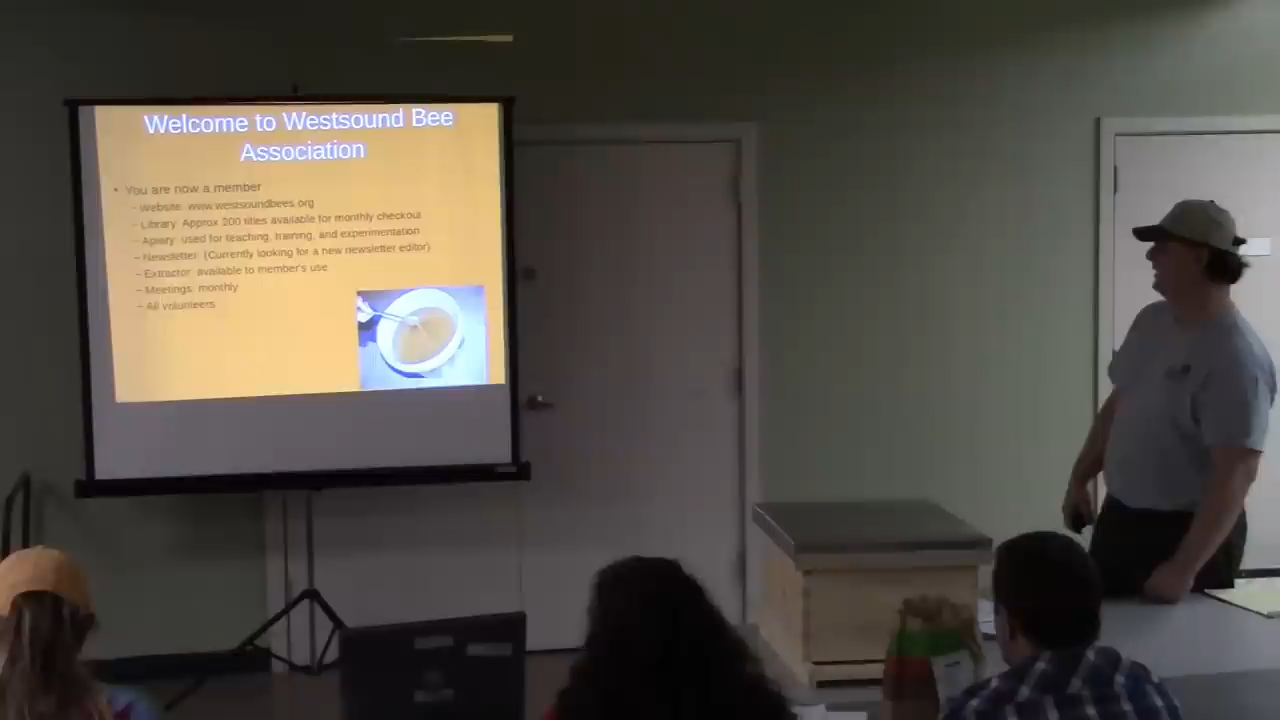 Welcome to Westsound Bee
Association
• You are now a member
– Website: www.westsoundbees.org
– Library: Approx 200 titles available for monthly checkout
– Apiary: used for teaching, training, and experimentation
– Newsletter: (Currently looking for a new newsletter editor)
– Extractor: available to member's use
– Meetings: monthly
– All volunteers